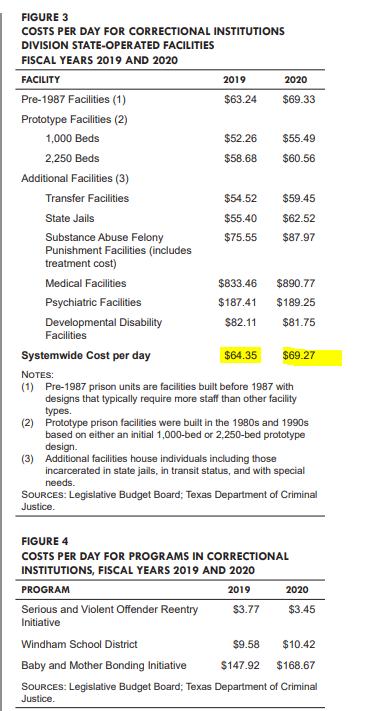 FIGURE 3
COSTS PER DAY FOR CORRECTIONAL INSTITUTIONS
DIVISION STATE-OPERATED FACILITIES
FISCAL YEARS 2019 AND 2020
FACILITY 2019 2020
Pre-1987 Facilities (1) $63.24 $69.33
Prototype Facilities (2)
1,000 Beds $52.26 $55.49
2,250 Beds $58.68 $60.56
Additional Facilities (3)
Transfer Facilities $54.52 $59.45
State Jails $55.40 $62.52
Substance Abuse Felony $75.55 $87.97
Punishment Facilities (includes
treatment cost)
Medical Facilities $833.46 $890.77
Psychiatric Facilities $187.41 $189.25
Developmental Disability $82.11 $81.75
Facilities
Systemwide Cost per day $64.35 $69.27
NOTES:
(1) Pre-1987 prison units are facilities built before 1987 with
designs that typically require more staff than other facility
types.
(2) Prototype prison facilities were built in the 1980s and 1990s
based on either an initial 1,000-bed or 2,250-bed prototype
design.
(3) Additional facilities house individuals including those
incarcerated in state jails, in transit status, and with special
needs.
SOURCES: Legislative Budget Board; Texas Department of Criminal
Justice.
FIGURE 4
COSTS PER DAY FOR PROGRAMS IN CORRECTIONAL
INSTITUTIONS, FISCAL YEARS 2019 AND 2020
PROGRAM 2019 2020
Serious and Violent Offender Reentry $3.77 $3.45
Initiative
Windham School District $9.58 $10.42
Baby and Mother Bonding Initiative $147.92 $168.67
SOURCES: Legislative Budget Board; Texas Department of Criminal
Justice.